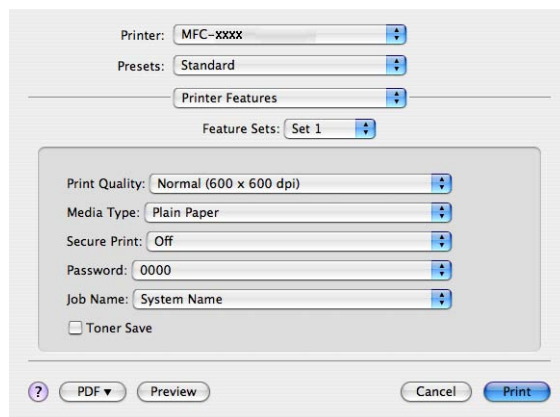 Printer: MFC-xxxx
Presets: Standard
Printer Features
Feature Sets: Set 1
Print Quality: Normal (600 x 600 dpi)
Media Type: Plain Paper
Secure Print: Off
Password: 0000
Job Name: System Name
Toner Save
? PDF▼ Preview Cancel Print